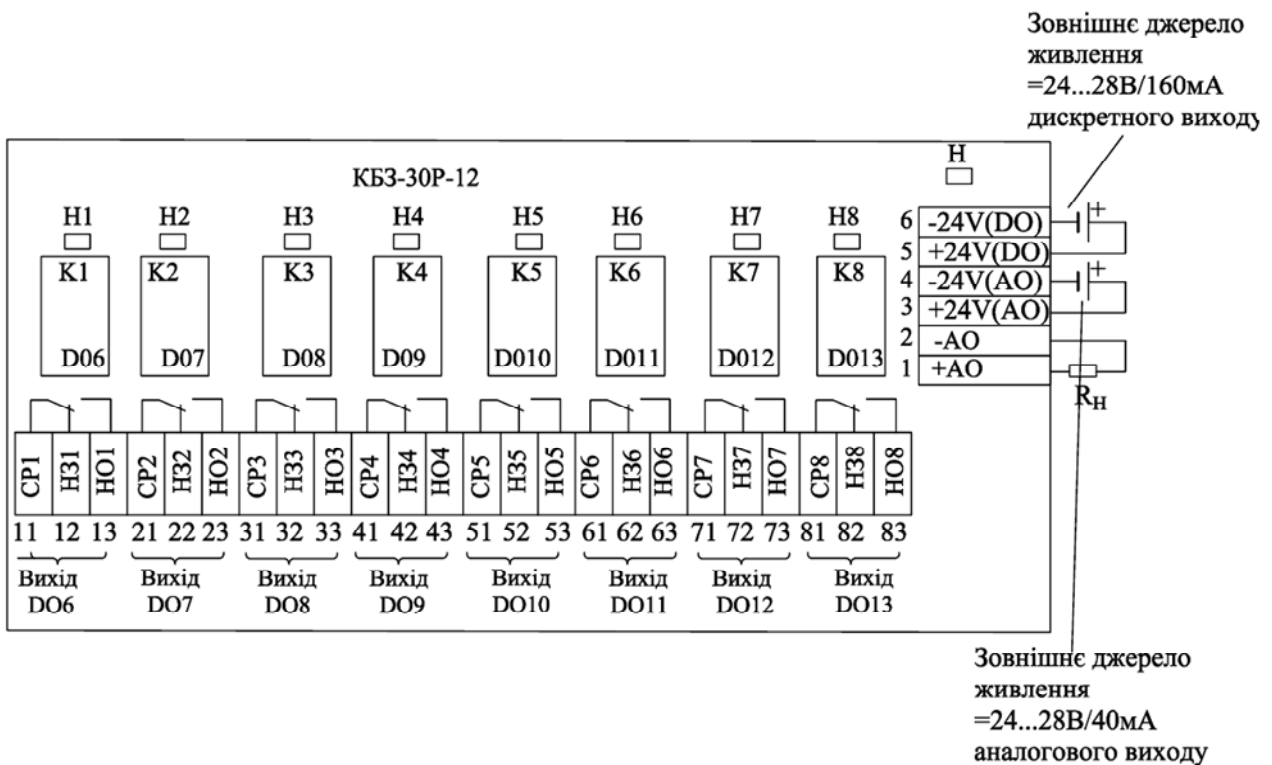 Зовнішнє джерело
живлення
=24...28В/160мА
дискретного виходу
КБЗ-30Р-12
Н
Н1 Н2 Н3 Н4 Н5 Н6 Н7 Н8
К1 К2 К3 К4 К5 К6 К7 К8
D06 D07 D08 D09 D010 D011 D012 D013
6 -24V(DO) +
5 +24V(DO)
4 -24V(AO) +
3 +24V(AO)
2 -AO
1 +AO
RН
СР1 НЗ1 НО1 СР2 НЗ2 НО2 СР3 НЗ3 НО3 СР4 НЗ4 НО4 СР5 НЗ5 НО5 СР6 НЗ6 НО6 СР7 НЗ7 НО7 СР8 НЗ8 НО8
11 12 13 21 22 23 31 32 33 41 42 43 51 52 53 61 62 63 71 72 73 81 82 83
Вихід Вихід Вихід Вихід Вихід Вихід Вихід Вихід
DO6 DO7 DO8 DO9 DO10 DO11 DO12 DO13
Зовнішнє джерело
живлення
=24...28В/40мА
аналогового виходу